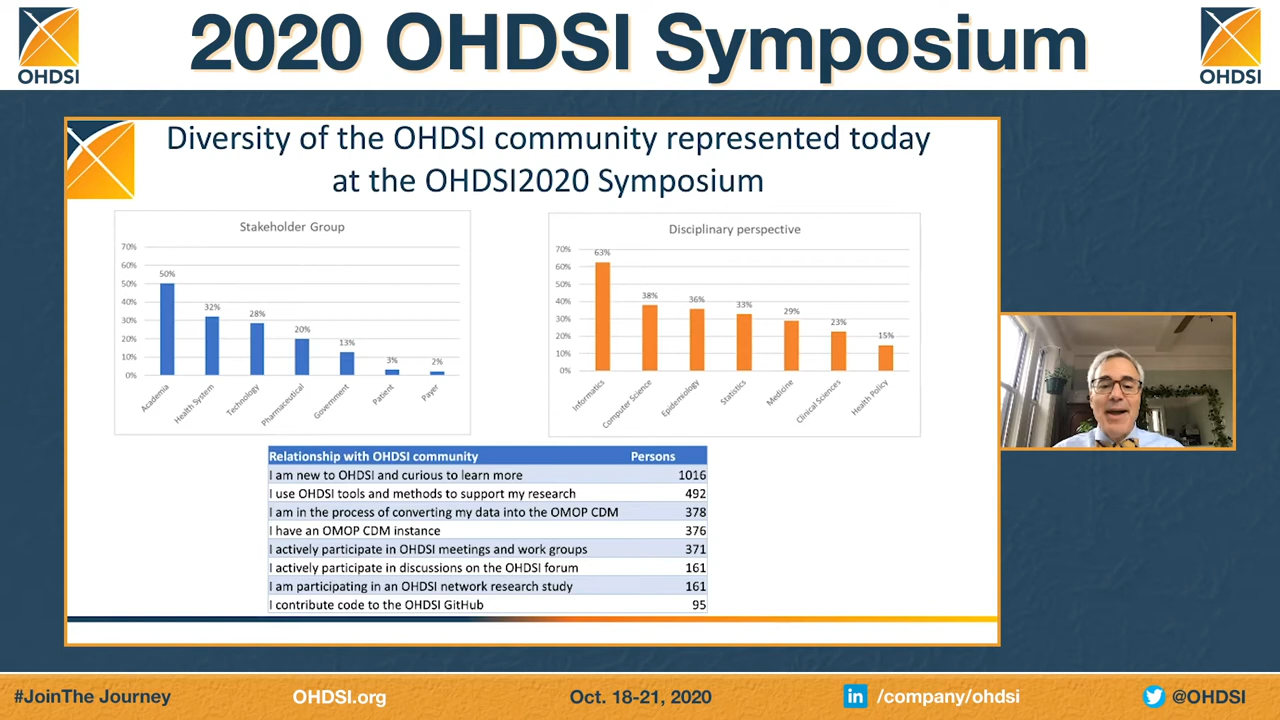 2020 OHDSI Symposium
OHDSI
OHDSI
Diversity of the OHDSI community represented today
at the OHDSI2020 Symposium
Stakeholder Group
70%
60%
50%
40%
30%
20%
10%
0%
50%
32%
28%
20%
13%
3%
2%
Academia
Health System
Technology
Pharmaceutical
Government
Patient
Payer
Disciplinary perspective
70%
60%
50%
40%
30%
20%
10%
0%
63%
38%
36%
33%
29%
23%
15%
Informatics
Computer Science
Epidemiology
Statistics
Medicine
Clinical Sciences
Health Policy
Relationship with OHDSI community Persons
I am new to OHDSI and curious to learn more 1016
I use OHDSI tools and methods to support my research 492
I am in the process of converting my data into the OMOP CDM 378
I have an OMOP CDM instance 376
I actively participate in OHDSI meetings and work groups 371
I actively participate in discussions on the OHDSI forum 161
I am participating in an OHDSI network research study 161
I contribute code to the OHDSI GitHub 95
#JoinThe Journey OHDSI.org Oct. 18-21, 2020 in /company/ohdsi @OHDSI